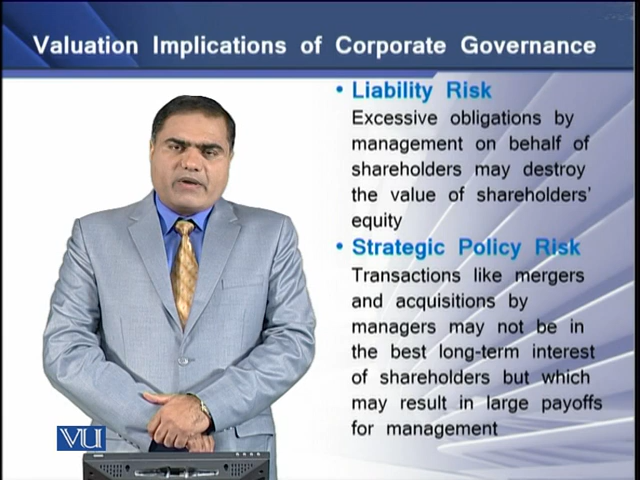 Valuation Implications of Corporate Governance
• Liability Risk
Excessive obligations by
management on behalf of
shareholders may destroy
the value of shareholders'
equity
• Strategic Policy Risk
Transactions like mergers
and acquisitions by
managers may not be in
the best long-term interest
of shareholders but which
may result in large payoffs
for management
VU